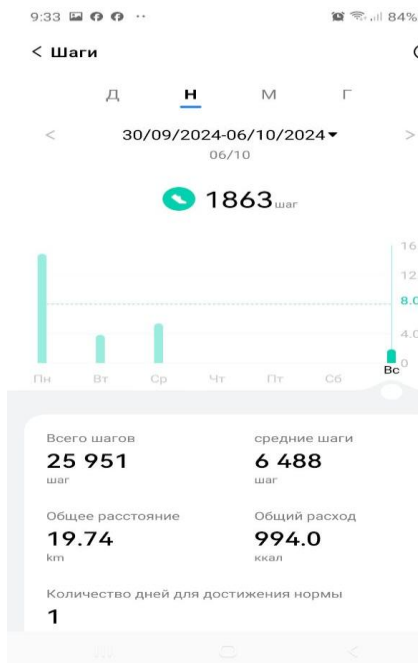 9:33 84%
< Шаги
Д Н М Г
< 30/09/2024-06/10/2024 >
06/10
1863 шаг
16
12
8.0
4.0
0
Пн Вт Ср Чт Пт Сб Вс
Всего шагов средние шаги
25 951 6 488
шаг шаг
Общее расстояние Общий расход
19.74 994.0
km ккал
Количество дней для достижения нормы
1